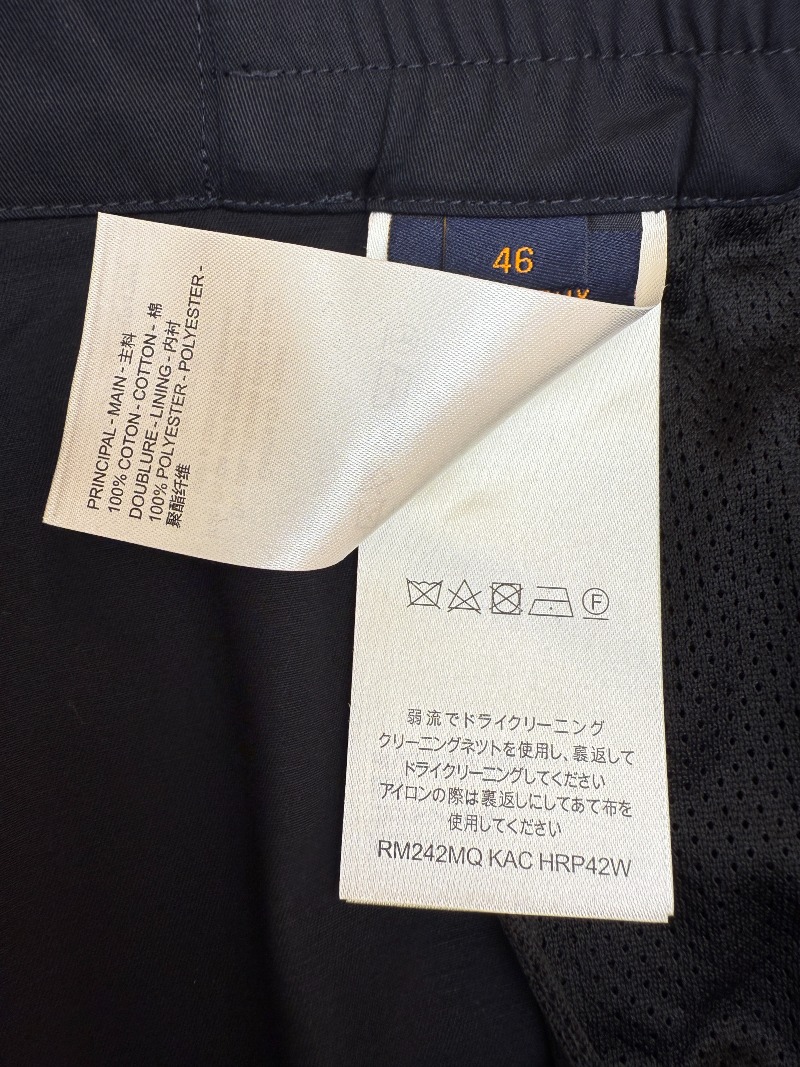 46
PRINCIPAL - MAIN - 主料
100% COTON - COTTON - 棉
DOUBLURE - LINING - 内衬
100% POLYESTER - POLYESTER -
聚酯纤维
F
弱流でドライクリーニング
クリーニングネツトを使用し、裏返して
ドライクリーニングしてください
アイロンの際は裏返しにしてあて布を
使用してください
RM242MQ KAC HRP42W